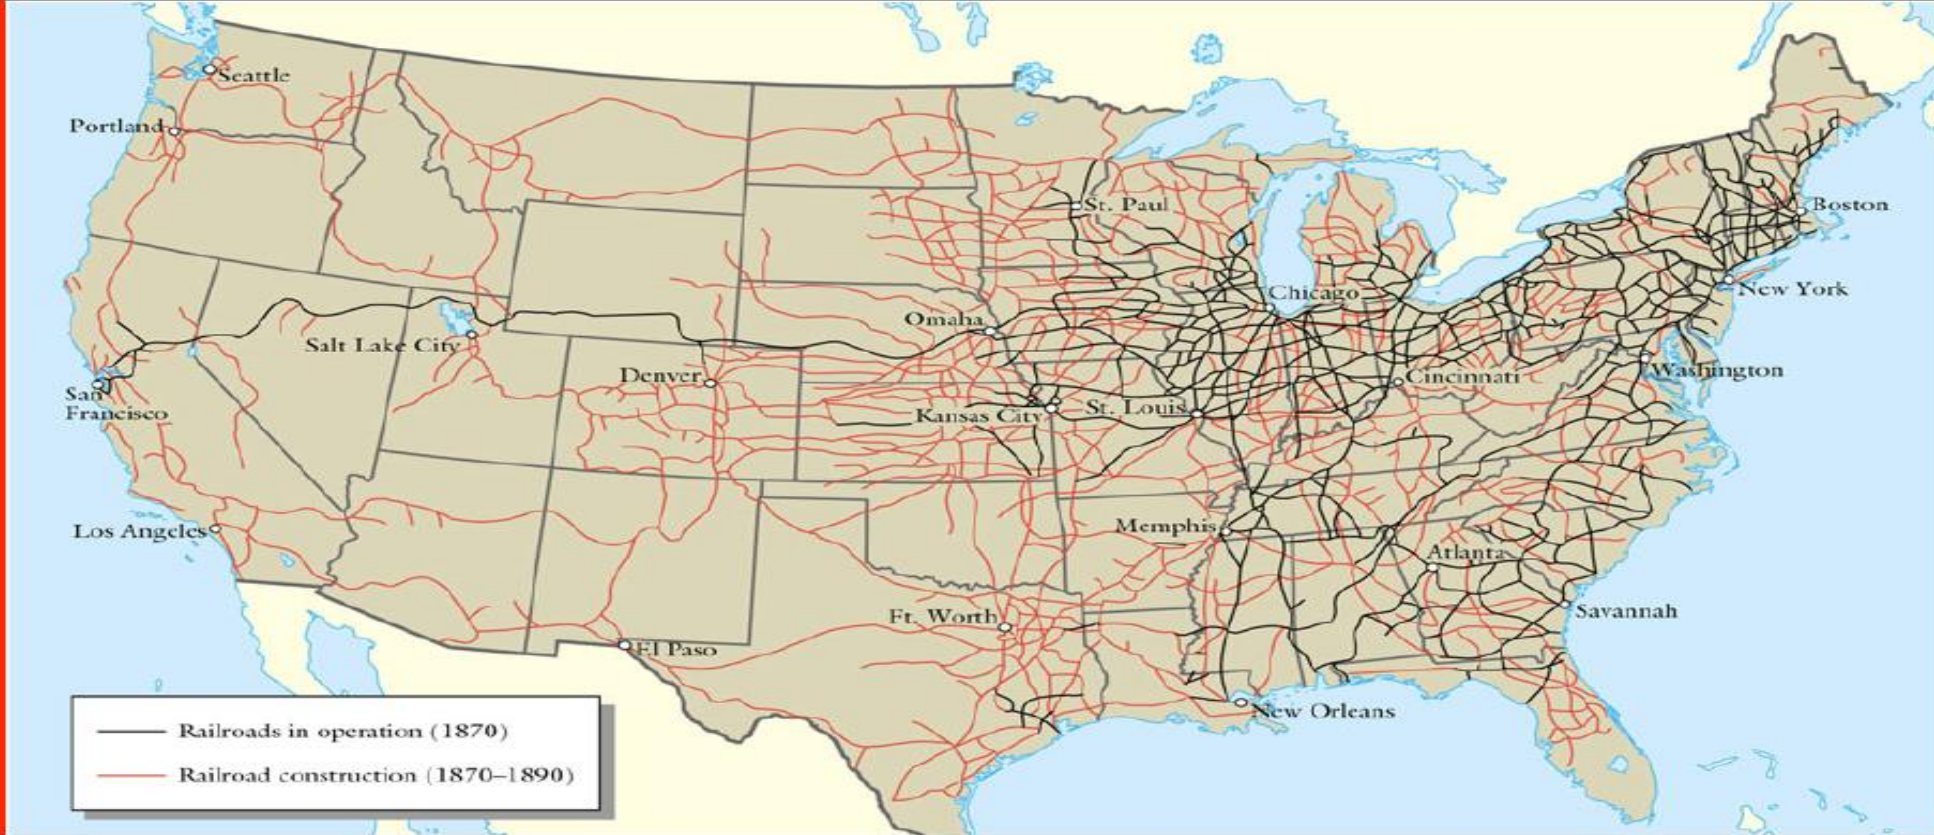 Seattle
Portland
St. Paul
Boston
Chicago
New York
Omaha
Salt Lake City
Denver
Cincinnati
Washington
San
Francisco
Kansas City
St. Louis
Los Angeles
Memphis
Atlanta
Ft. Worth
Savannah
El Paso
New Orleans
Railroads in operation (1870)
Railroad construction (1870–1890)